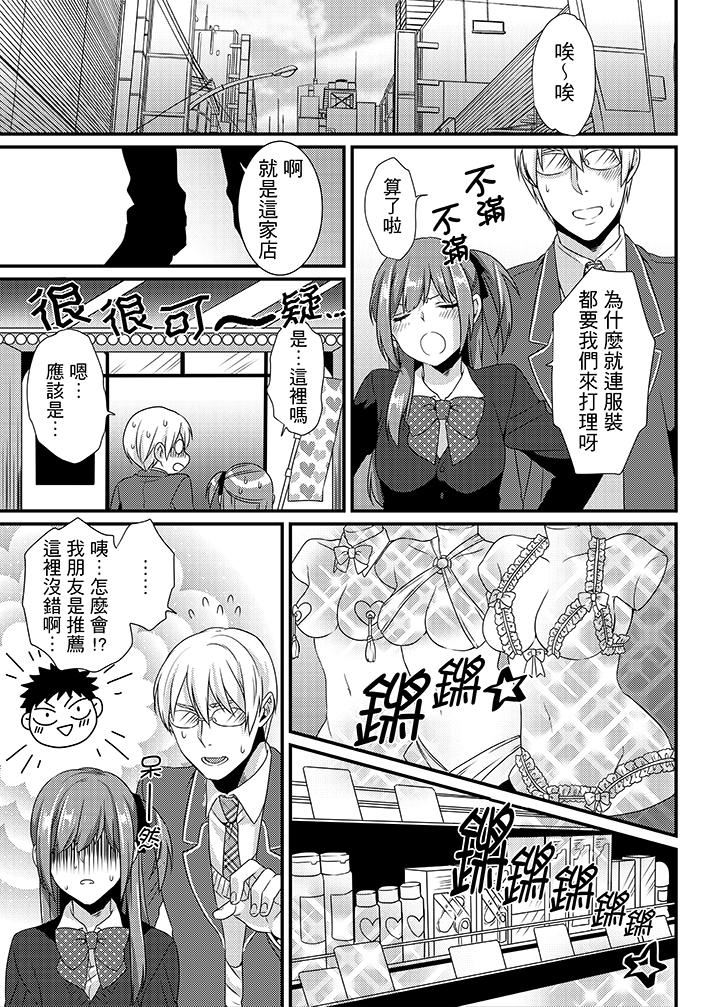 唉～唉
為什麼就連服裝
都要我們來打理呀
不滿
不滿
算了啦
啊
就是這家店
很很可～疑…
是…這裡嗎
嗯…
應該是…
鏘
鏘
……
咦…怎麼會!?
我朋友是推薦
這裡沒錯啊…
呆
然
鏘
鏘
鏘
鏘
鏘